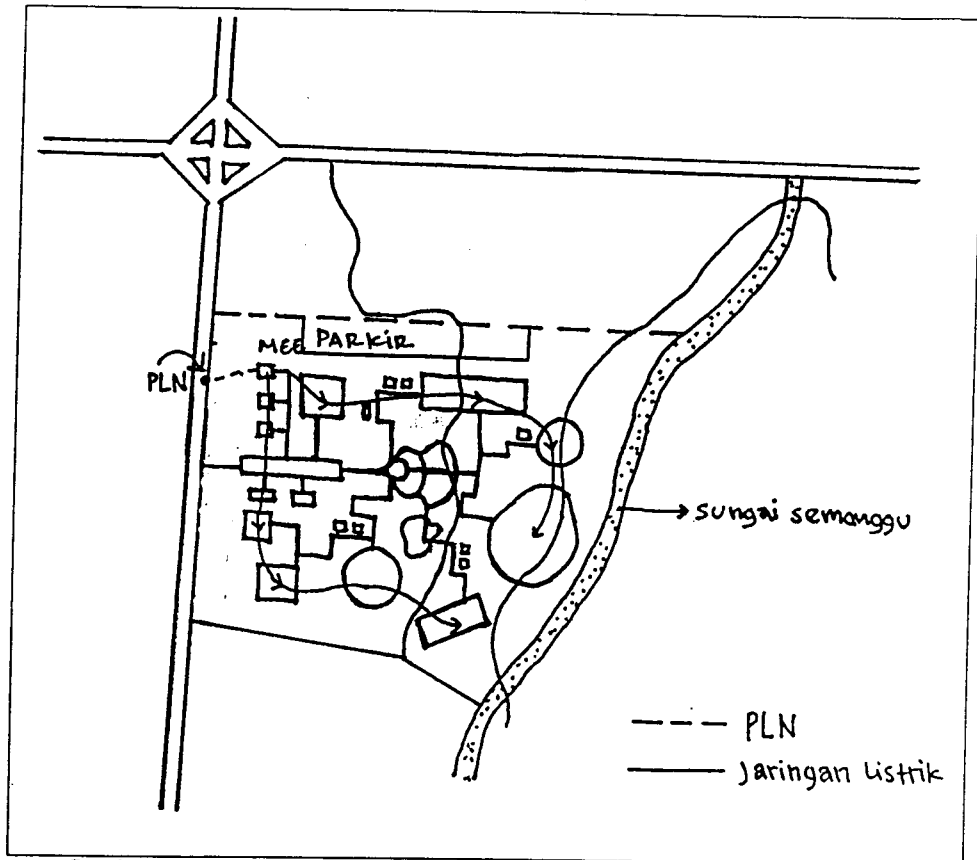 MEE
PARKIR
PLN
sungai semanggu
PLN
Jaringan Listrik